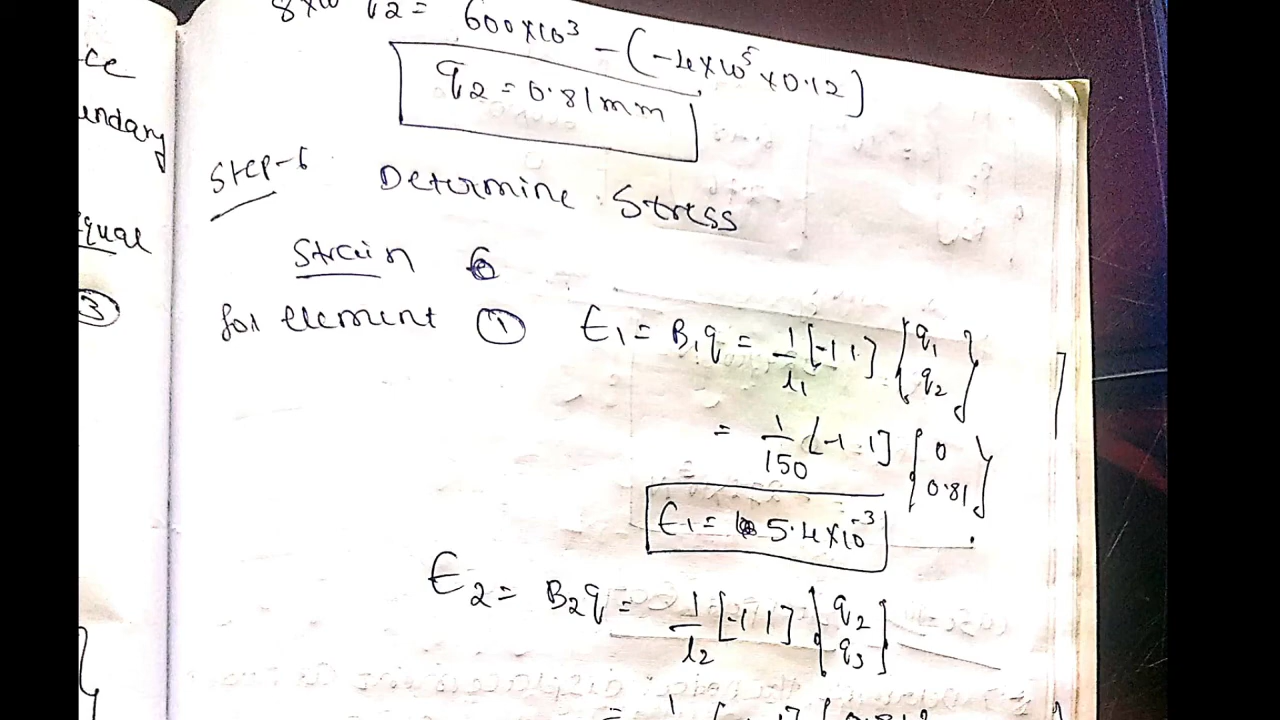 ce
undary
qual
③
8×10 q2 = 600×10³ - (-4×10⁵ × 0.12)
q2 = 0.81mm
Step-6 Determine Stress
Strain ϵ
for element ① ϵ1 = B1q = 1/l1 [-1 1] {q1 q2}
= 1/150 [-1 1] {0 0.81}
ϵ1 = 5.4×10⁻³
ϵ2 = B2q = 1/l2 [-1 1] {q2 q3}
= 1